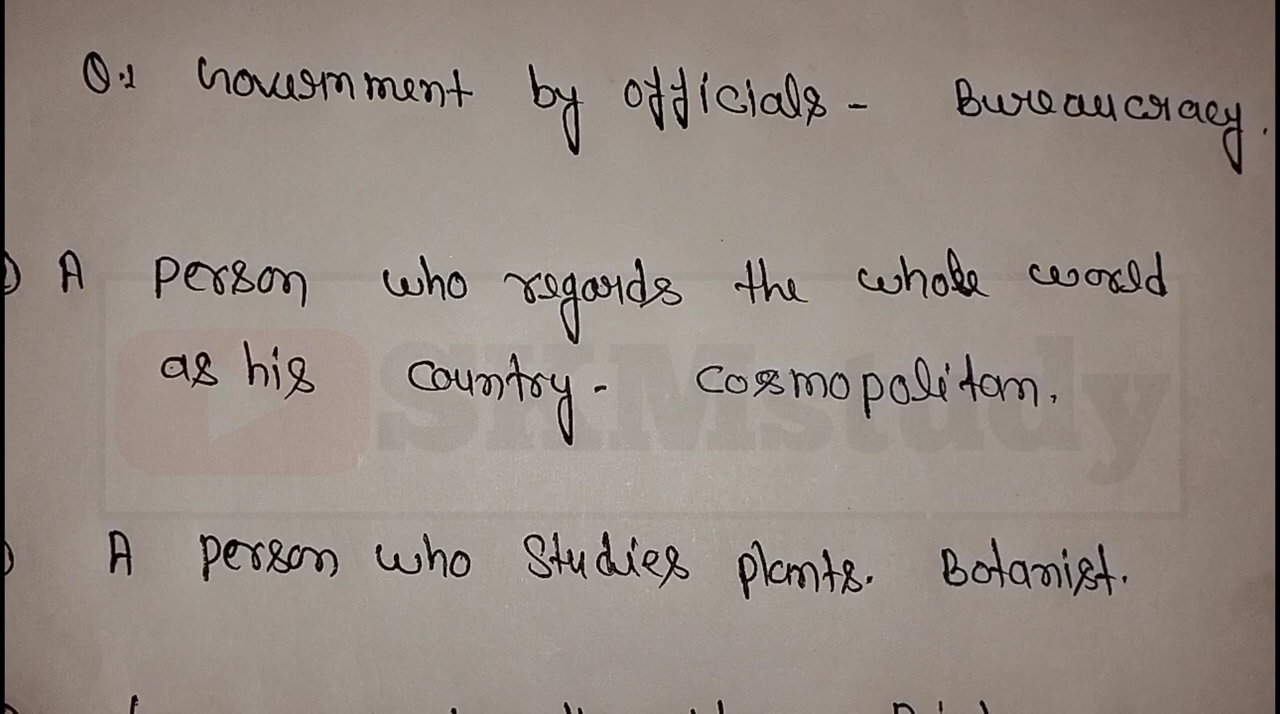 Q.1 Government by officials - Bureaucracy.
A person who regards the whole world
as his country - Cosmopolitan.
SKMstudy
A person who Studies plants. Botanist.